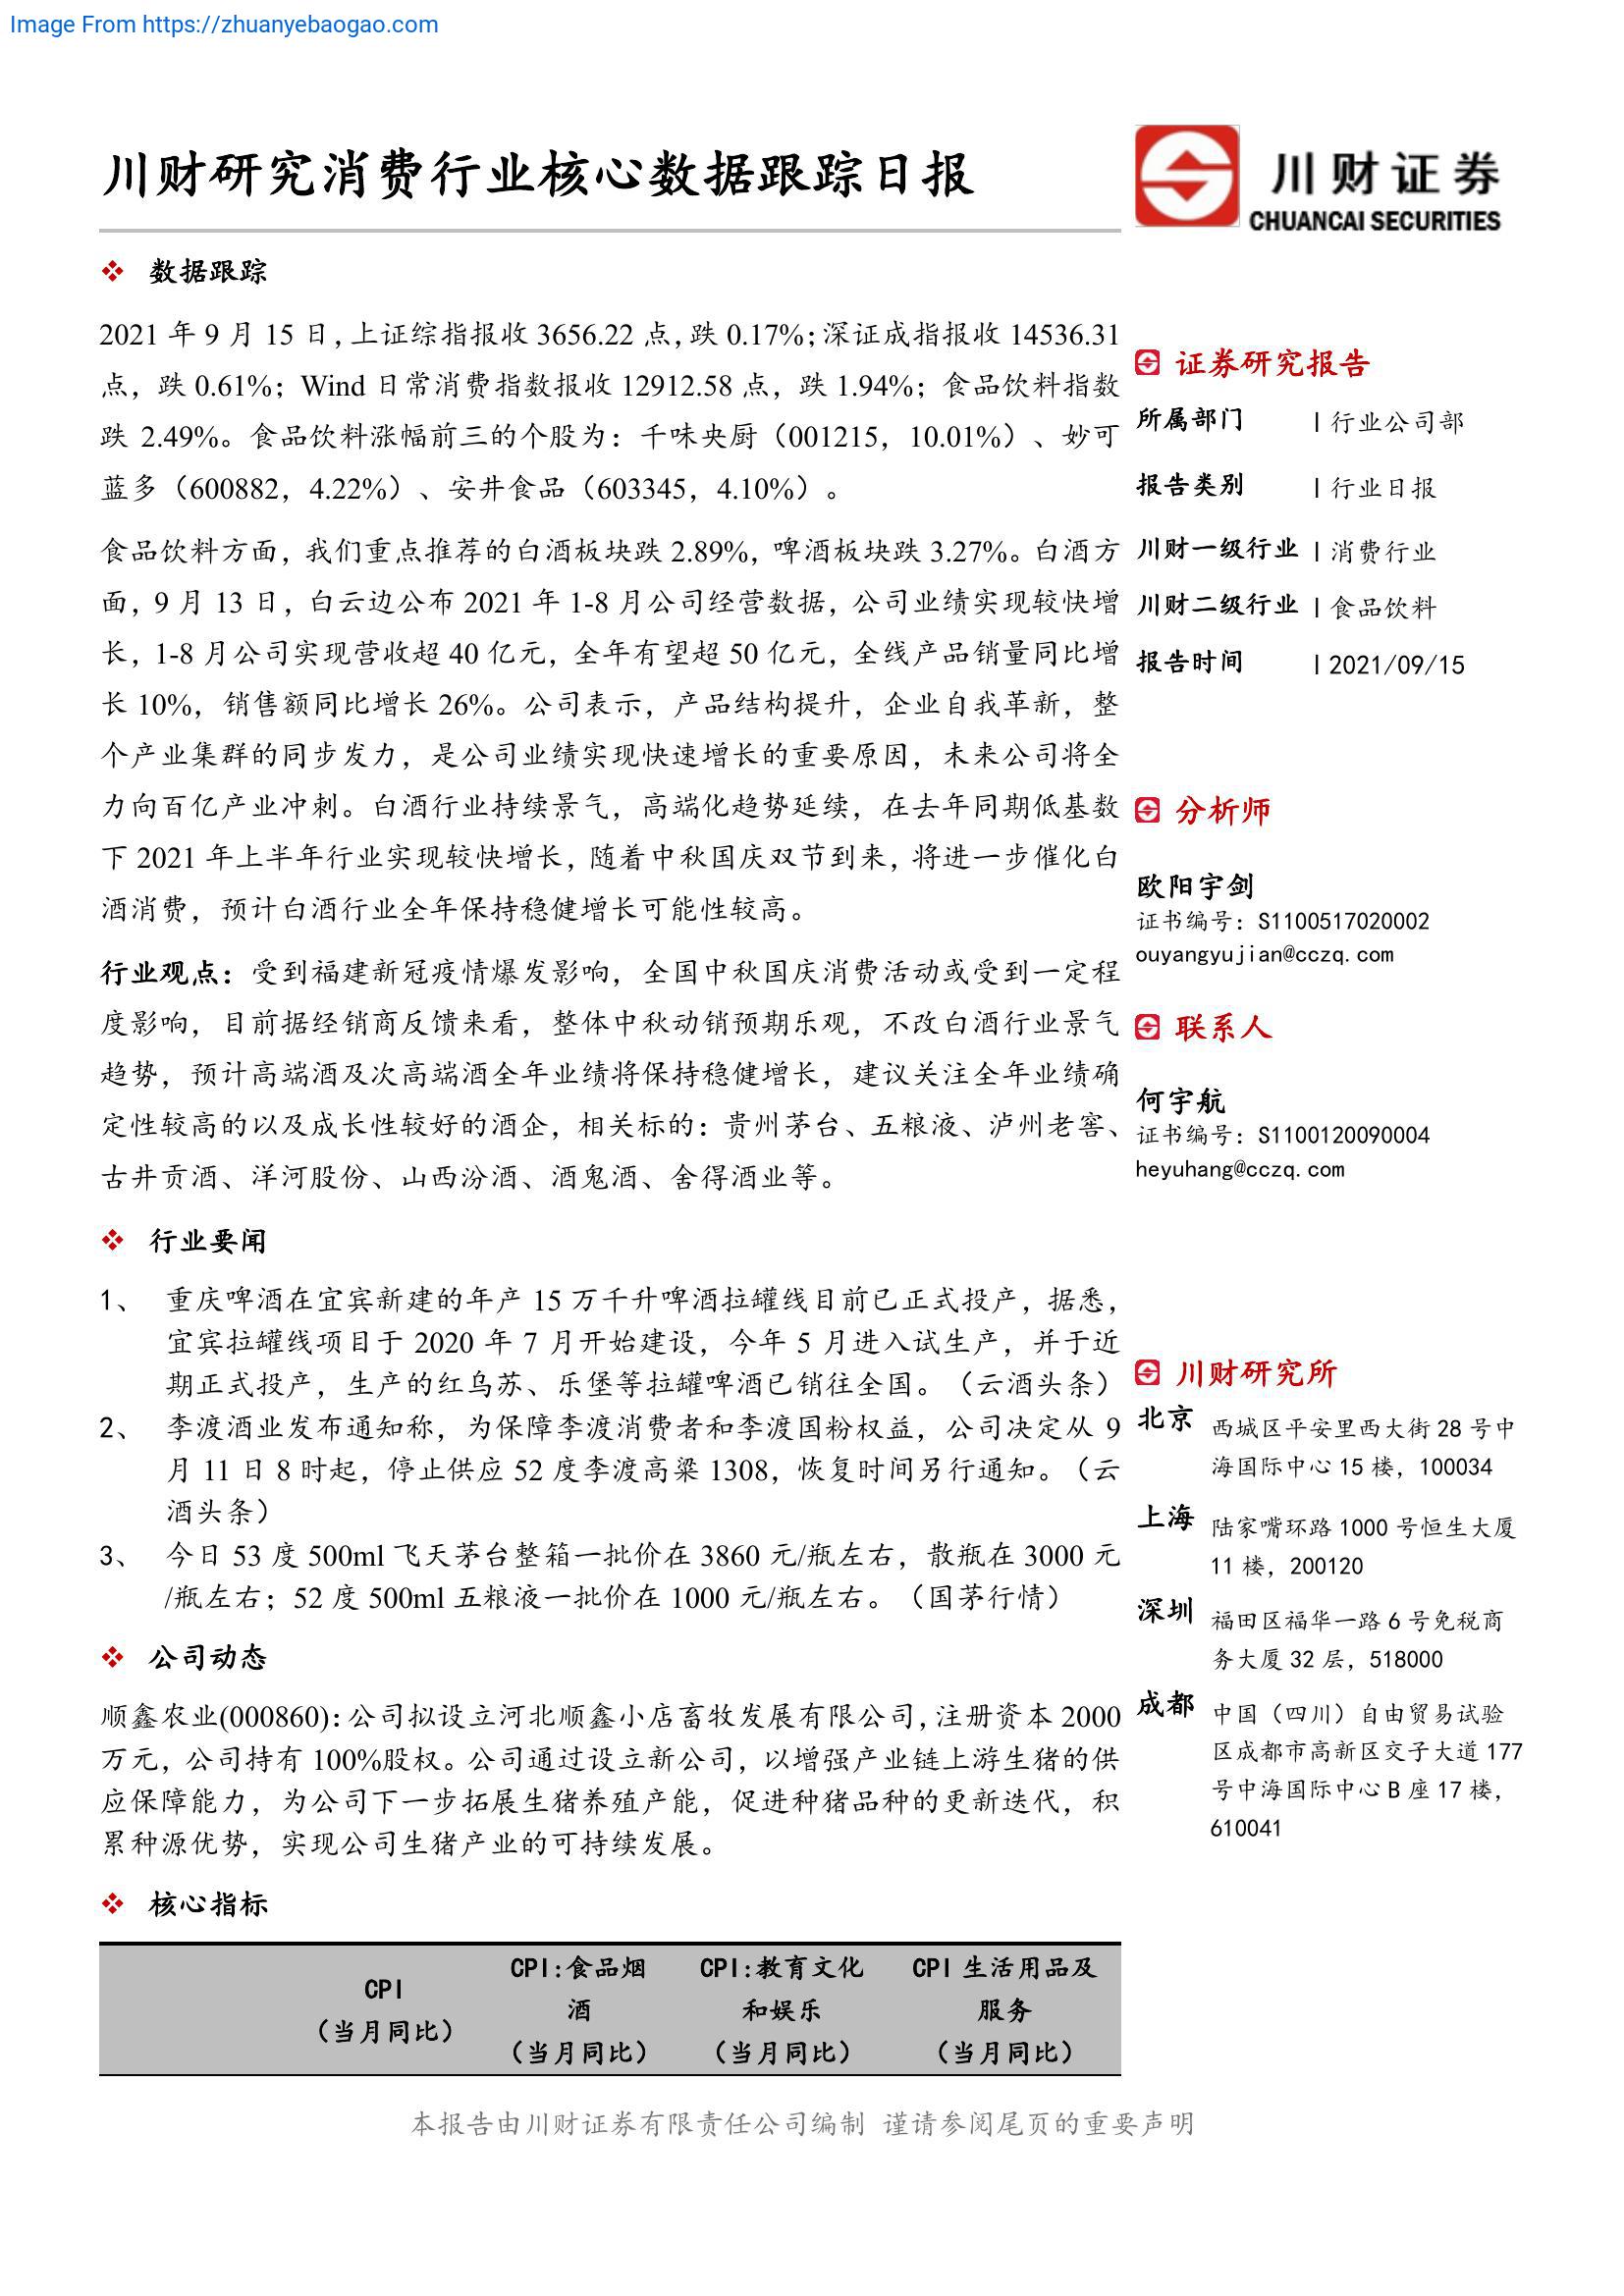 Image From https://zhuanyebaogao.com
川财研究消费行业核心数据跟踪日报
川财证券
CHUANCAI SECURITIES
数据跟踪
2021 年 9 月 15 日，上证综指报收 3656.22 点，跌 0.17%；深证成指报收 14536.31
点，跌 0.61%；Wind 日常消费指数报收 12912.58 点，跌 1.94%；食品饮料指数
跌 2.49%。食品饮料涨幅前三的个股为：千味央厨（001215，10.01%）、妙可
蓝多（600882，4.22%）、安井食品（603345，4.10%）。
食品饮料方面，我们重点推荐的白酒板块跌 2.89%，啤酒板块跌 3.27%。白酒方
面，9 月 13 日，白云边公布 2021 年 1-8 月公司经营数据，公司业绩实现较快增
长，1-8 月公司实现营收超 40 亿元，全年有望超 50 亿元，全线产品销量同比增
长 10%，销售额同比增长 26%。公司表示，产品结构提升，企业自我革新，整
个产业集群的同步发力，是公司业绩实现快速增长的重要原因，未来公司将全
力向百亿产业冲刺。白酒行业持续景气，高端化趋势延续，在去年同期低基数
下 2021 年上半年行业实现较快增长，随着中秋国庆双节到来，将进一步催化白
酒消费，预计白酒行业全年保持稳健增长可能性较高。
行业观点：受到福建新冠疫情爆发影响，全国中秋国庆消费活动或受到一定程
度影响，目前据经销商反馈来看，整体中秋动销预期乐观，不改白酒行业景气
趋势，预计高端酒及次高端酒全年业绩将保持稳健增长，建议关注全年业绩确
定性较高的以及成长性较好的酒企，相关标的：贵州茅台、五粮液、泸州老窖、
古井贡酒、洋河股份、山西汾酒、酒鬼酒、舍得酒业等。
行业要闻
1、 重庆啤酒在宜宾新建的年产 15 万千升啤酒拉罐线目前已正式投产，据悉，
宜宾拉罐线项目于 2020 年 7 月开始建设，今年 5 月进入试生产，并于近
期正式投产，生产的红乌苏、乐堡等拉罐啤酒已销往全国。（云酒头条）
2、 李渡酒业发布通知称，为保障李渡消费者和李渡国粉权益，公司决定从 9
月 11 日 8 时起，停止供应 52 度李渡高粱 1308，恢复时间另行通知。（云
酒头条）
3、 今日 53 度 500ml 飞天茅台整箱一批价在 3860 元/瓶左右，散瓶在 3000 元
/瓶左右；52 度 500ml 五粮液一批价在 1000 元/瓶左右。（国茅行情）
公司动态
顺鑫农业(000860)：公司拟设立河北顺鑫小店畜牧发展有限公司，注册资本 2000
万元，公司持有 100%股权。公司通过设立新公司，以增强产业链上游生猪的供
应保障能力，为公司下一步拓展生猪养殖产能，促进种猪品种的更新迭代，积
累种源优势，实现公司生猪产业的可持续发展。
核心指标
CPI
（当月同比）
CPI:食品烟
酒
（当月同比）
CPI:教育文化
和娱乐
（当月同比）
CPI 生活用品及
服务
（当月同比）
证券研究报告
所属部门 | 行业公司部
报告类别 | 行业日报
川财一级行业 | 消费行业
川财二级行业 | 食品饮料
报告时间 | 2021/09/15
分析师
欧阳宇剑
证书编号：S1100517020002
ouyangyujian@cczq.com
联系人
何宇航
证书编号：S1100120090004
heyuhang@cczq.com
川财研究所
北京 西城区平安里西大街 28 号中
海国际中心 15 楼，100034
上海 陆家嘴环路 1000 号恒生大厦
11 楼，200120
深圳 福田区福华一路 6 号免税商
务大厦 32 层，518000
成都 中国（四川）自由贸易试验
区成都市高新区交子大道 177
号中海国际中心 B 座 17 楼，
610041
本报告由川财证券有限责任公司编制 谨请参阅尾页的重要声明